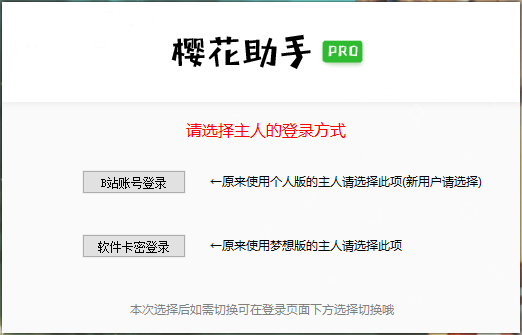 樱花助手 PRO
请选择主人的登录方式
B站账号登录 ←原来使用个人版的主人请选择此项(新用户请选择)
软件卡密登录 ←原来使用梦想版的主人请选择此项
本次选择后如需切换可在登录页面下方选择切换哦